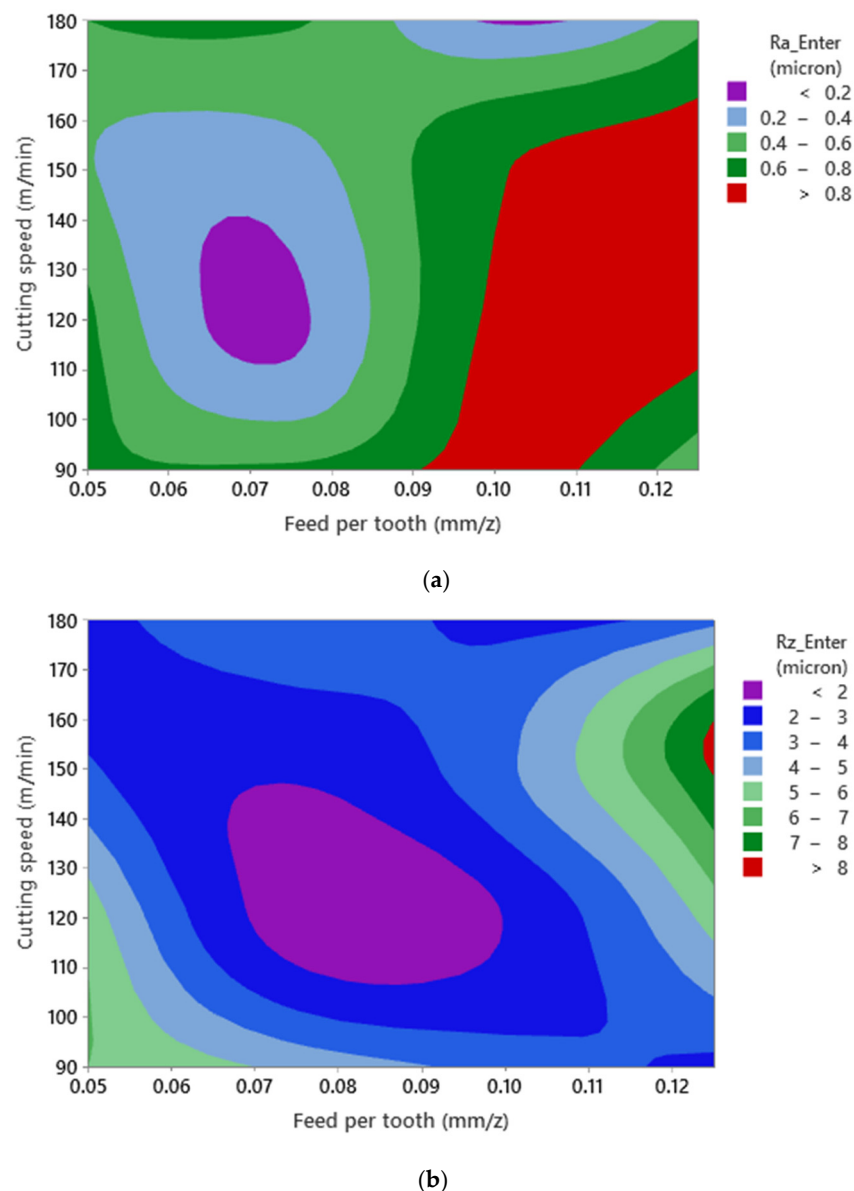 180
170
160
150
140
130
120
110
100
90
Cutting speed (m/min)
0.05 0.06 0.07 0.08 0.09 0.10 0.11 0.12
Feed per tooth (mm/z)
Ra_Enter
(micron)
< 0.2
0.2 – 0.4
0.4 – 0.6
0.6 – 0.8
> 0.8
(a)
180
170
160
150
140
130
120
110
100
90
Cutting speed (m/min)
0.05 0.06 0.07 0.08 0.09 0.10 0.11 0.12
Feed per tooth (mm/z)
Rz_Enter
(micron)
< 2
2 – 3
3 – 4
4 – 5
5 – 6
6 – 7
7 – 8
> 8
(b)